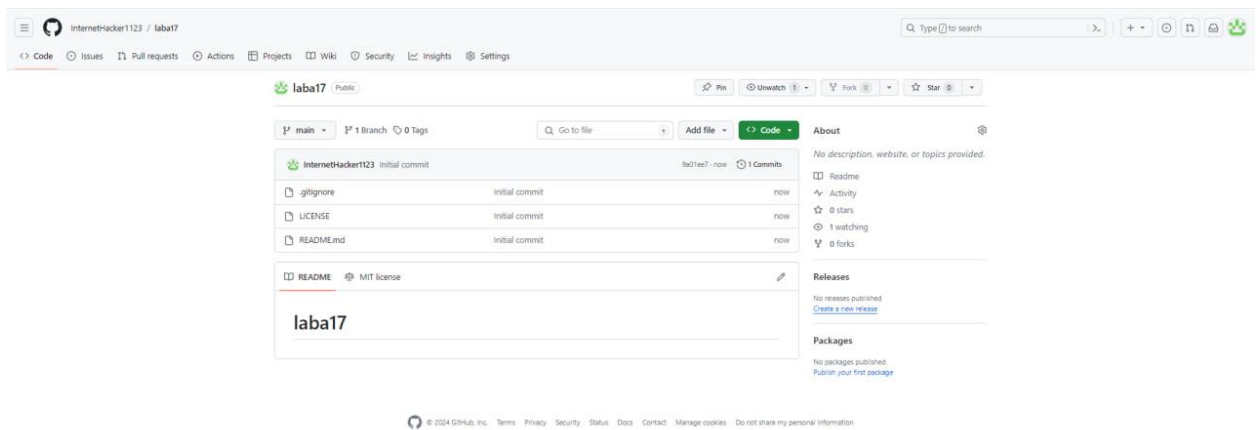 InternetHacker1123 / laba17
Type / to search
Code Issues Pull requests Actions Projects Wiki Security Insights Settings
laba17 Public
Pin Unwatch 1 Fork 0 Star 0
main 1 Branch 0 Tags Go to file t Add file Code
InternetHacker1123 Initial commit 9a01ee7 · now 1 Commits
.gitignore Initial commit now
LICENSE Initial commit now
README.md Initial commit now
README MIT license
laba17
About
No description, website, or topics provided.
Readme
Activity
0 stars
1 watching
0 forks
Releases
No releases published
Create a new release
Packages
No packages published
Publish your first package
© 2024 GitHub, Inc. Terms Privacy Security Status Docs Contact Manage cookies Do not share my personal information